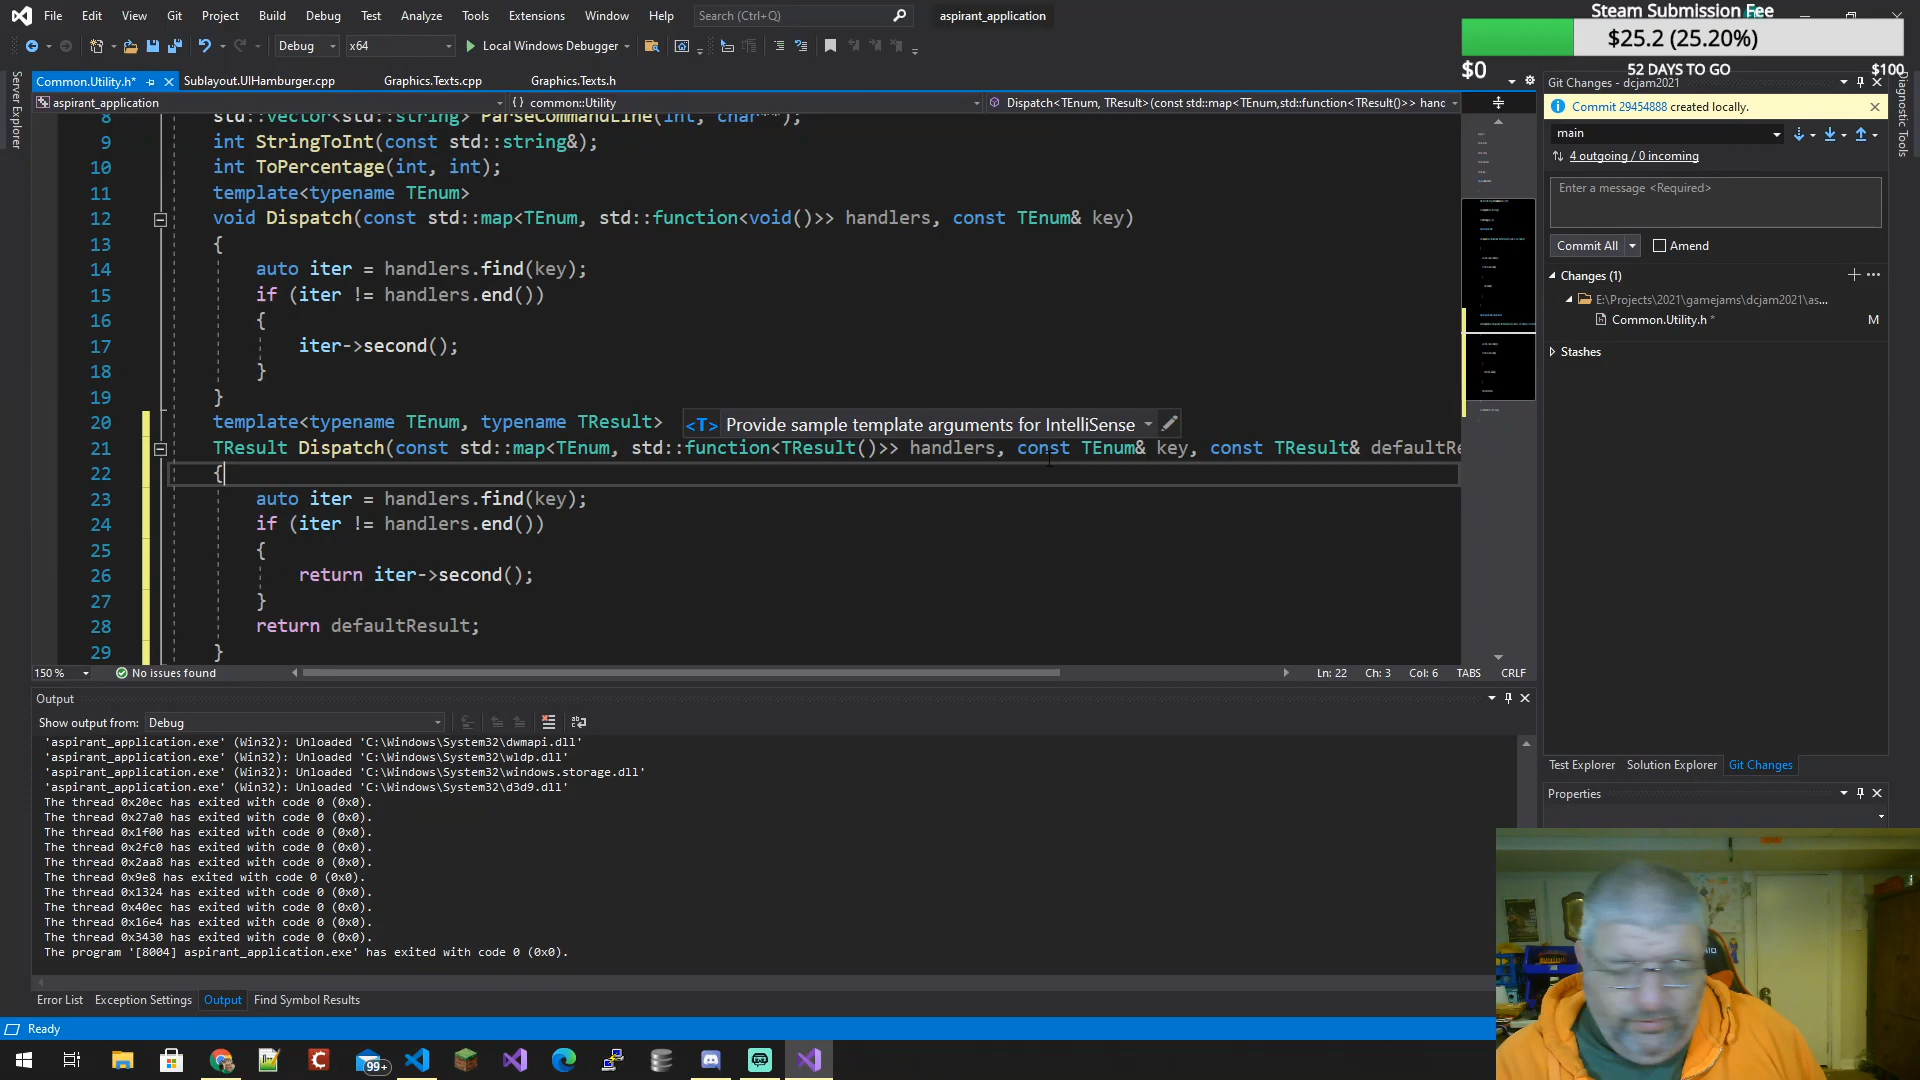 File Edit View Git Project Build Debug Test Analyze Tools Extensions Window Help Search (Ctrl+Q) aspirant_application
Steam Submission Fee
$25.2 (25.20%)
$0 52 DAYS TO GO $100
Debug x64 Local Windows Debugger
Common.Utility.h* Sublayout.UIHamburger.cpp Graphics.Texts.cpp Graphics.Texts.h
aspirant_application {} common::Utility Dispatch<TEnum, TResult>(const std::map<TEnum,std::function<TResult()>> hanc
8 std::vector<std::string> ParseCommandLine(int, char**);
9 int StringToInt(const std::string&);
10 int ToPercentage(int, int);
11 template<typename TEnum>
12 void Dispatch(const std::map<TEnum, std::function<void()>> handlers, const TEnum& key)
13 {
14 auto iter = handlers.find(key);
15 if (iter != handlers.end())
16 {
17 iter->second();
18 }
19 }
20 template<typename TEnum, typename TResult> <T> Provide sample template arguments for IntelliSense
21 TResult Dispatch(const std::map<TEnum, std::function<TResult()>> handlers, const TEnum& key, const TResult& defaultRe
22 {
23 auto iter = handlers.find(key);
24 if (iter != handlers.end())
25 {
26 return iter->second();
27 }
28 return defaultResult;
29 }
150 % No issues found Ln: 22 Ch: 3 Col: 6 TABS CRLF
Server Explorer
Output
Show output from: Debug
'aspirant_application.exe' (Win32): Unloaded 'C:\Windows\System32\dwmapi.dll'
'aspirant_application.exe' (Win32): Unloaded 'C:\Windows\System32\wldp.dll'
'aspirant_application.exe' (Win32): Unloaded 'C:\Windows\System32\windows.storage.dll'
'aspirant_application.exe' (Win32): Unloaded 'C:\Windows\System32\d3d9.dll'
The thread 0x20ec has exited with code 0 (0x0).
The thread 0x27a0 has exited with code 0 (0x0).
The thread 0x1f00 has exited with code 0 (0x0).
The thread 0x2fc0 has exited with code 0 (0x0).
The thread 0x2aa8 has exited with code 0 (0x0).
The thread 0x9e8 has exited with code 0 (0x0).
The thread 0x1324 has exited with code 0 (0x0).
The thread 0x40ec has exited with code 0 (0x0).
The thread 0x16e4 has exited with code 0 (0x0).
The thread 0x3430 has exited with code 0 (0x0).
The program '[8004] aspirant_application.exe' has exited with code 0 (0x0).
Error List Exception Settings Output Find Symbol Results
Ready
Git Changes - dcjam2021
Commit 29454888 created locally.
main
4 outgoing / 0 incoming
Enter a message <Required>
Commit All Amend
Changes (1)
E:\Projects\2021\gamejams\dcjam2021\as...
Common.Utility.h * M
Stashes
Test Explorer Solution Explorer Git Changes
Properties
Diagnostic Tools
99+